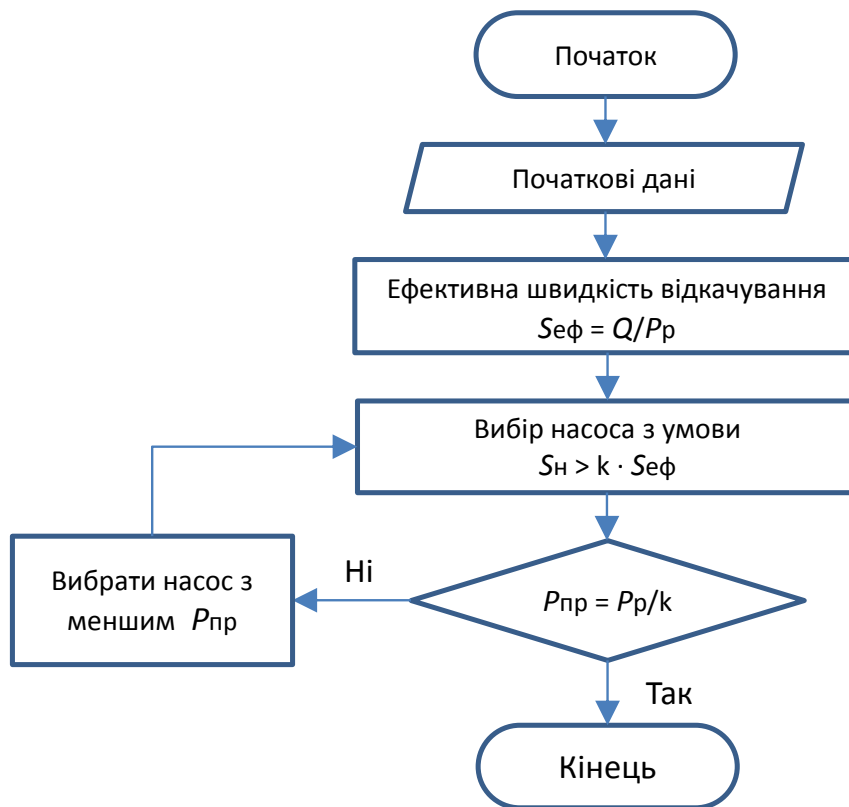 Початок
Початкові дані
Ефективна швидкість відкачування
Sеф = Q/Pр
Вибір насоса з умови
Sн > k · Sеф
Ні
Вибрати насос з
меншим Pпр
Pпр = Pр/k
Так
Кінець